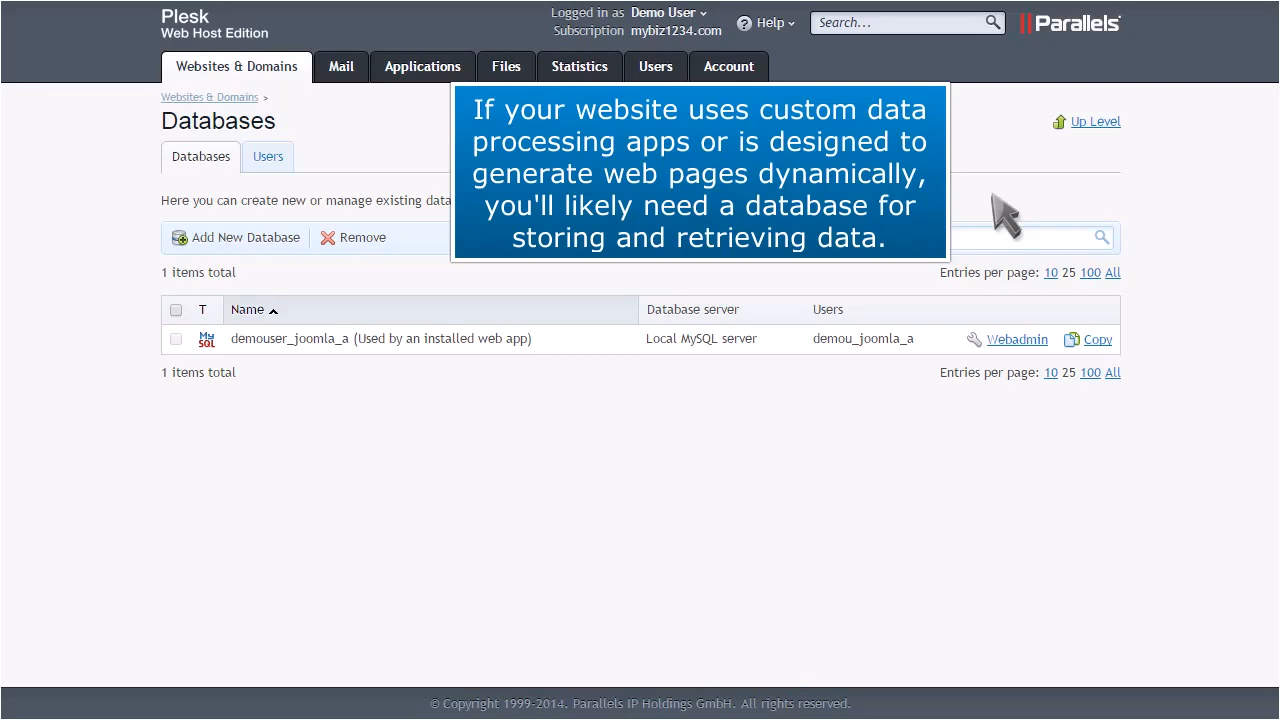 Plesk
Web Host Edition
Logged in as Demo User
Subscription mybiz1234.com
Help
Search...
Parallels
Websites & Domains
Mail
Applications
Files
Statistics
Users
Account
Websites & Domains >
Databases
Up Level
Databases
Users
If your website uses custom data
processing apps or is designed to
generate web pages dynamically,
you'll likely need a database for
storing and retrieving data.
Here you can create new or manage existing data
Add New Database
Remove
1 items total
Entries per page: 10 25 100 All
T Name Database server Users
My SQL demouser_joomla_a (Used by an installed web app) Local MySQL server demou_joomla_a Webadmin Copy
1 items total
Entries per page: 10 25 100 All
© Copyright 1999-2014. Parallels IP Holdings GmbH. All rights reserved.